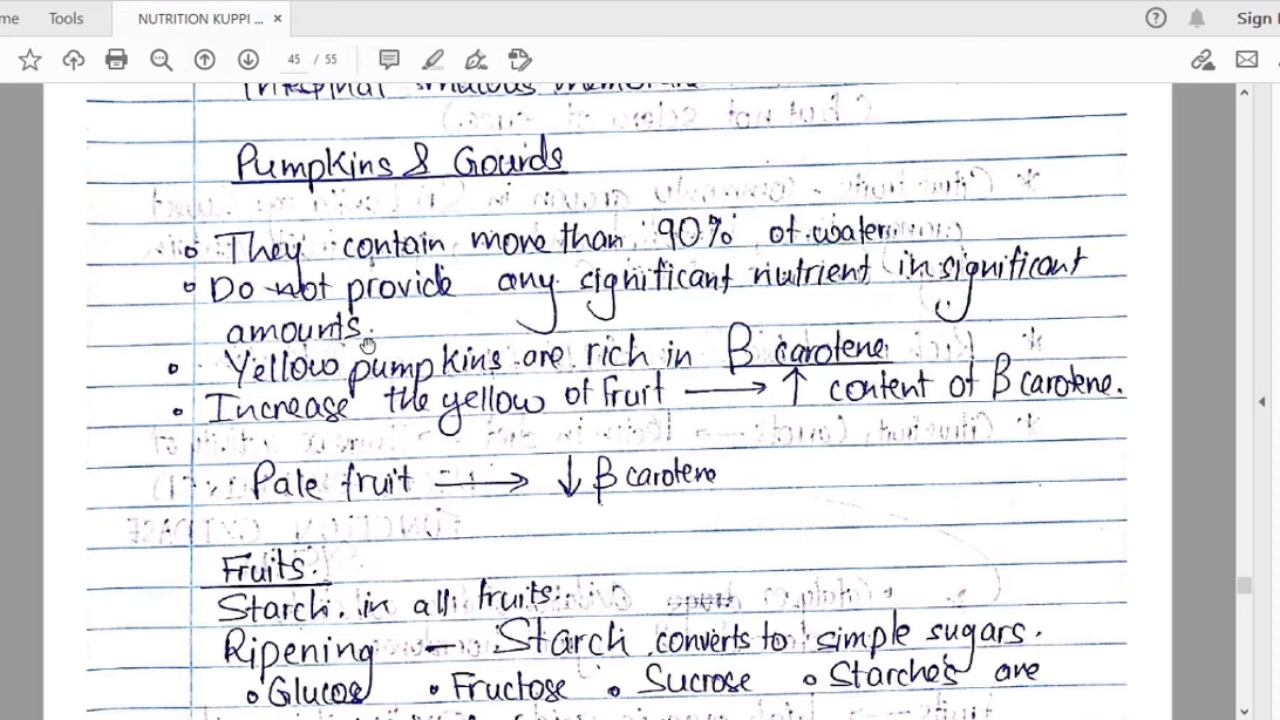 me Tools NUTRITION KUPPI ... × Sign
45 / 55
Pumpkins & Gourds
They contain more than 90% of water.
Do not provide any significant nutrient in significant
amounts.
Yellow pumpkins are rich in β carotene.
Increase the yellow of fruit → ↑ content of β carotene.
Pale fruit → ↓ β carotene
Fruits.
Starch in all fruits.
Ripening - Starch converts to simple sugars.
• Glucose • Fructose • Sucrose • Starches are